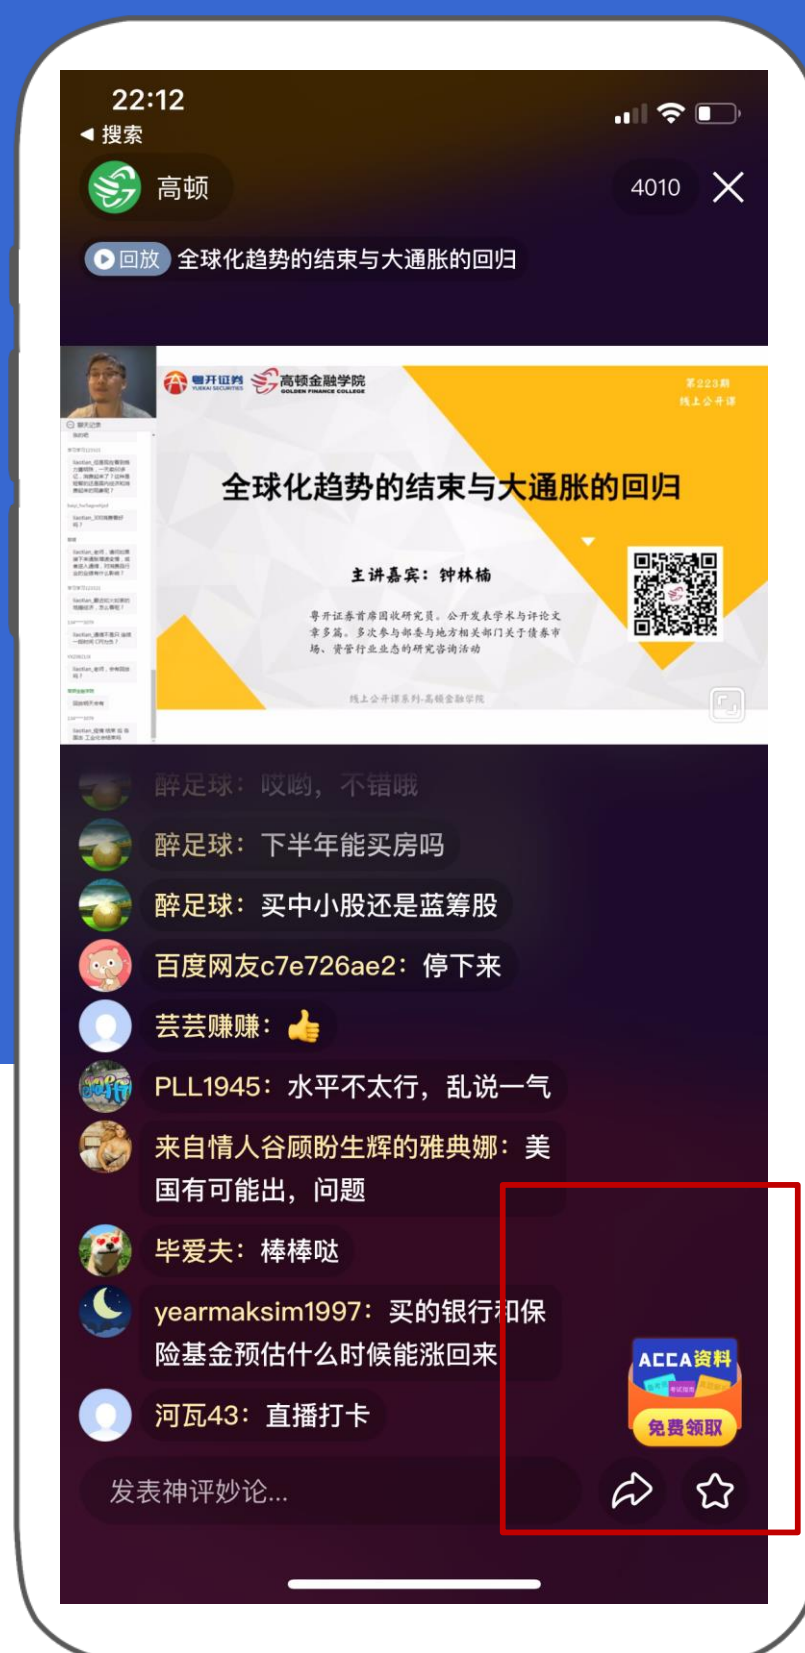 22:12
搜索
高顿
4010
回放 全球化趋势的结束与大通胀的回归
粤开证券
YUEKAI SECURITIES
高顿金融学院
GOLDEN FINANCE COLLEGE
第223期
线上公开课
聊天记录
全球化趋势的结束与大通胀的回归
主讲嘉宾：钟林楠
粤开证券首席固收研究员。公开发表学术与评论文
章多篇。多次参与部委与地方相关部门关于债券市
场、资管行业业态的研究咨询活动
线上公开课系列-高顿金融学院
醉足球：哎哟，不错哦
醉足球：下半年能买房吗
醉足球：买中小股还是蓝筹股
百度网友c7e726ae2：停下来
芸芸赚赚：👍
PLL1945：水平不太行，乱说一气
来自情人谷顾盼生辉的雅典娜：美
国有可能出，问题
毕爱夫：棒棒哒
yearmaksim1997：买的银行和保
险基金预估什么时候能涨回来
河瓦43：直播打卡
ACCA资料
考试指南
免费领取
发表神评妙论...